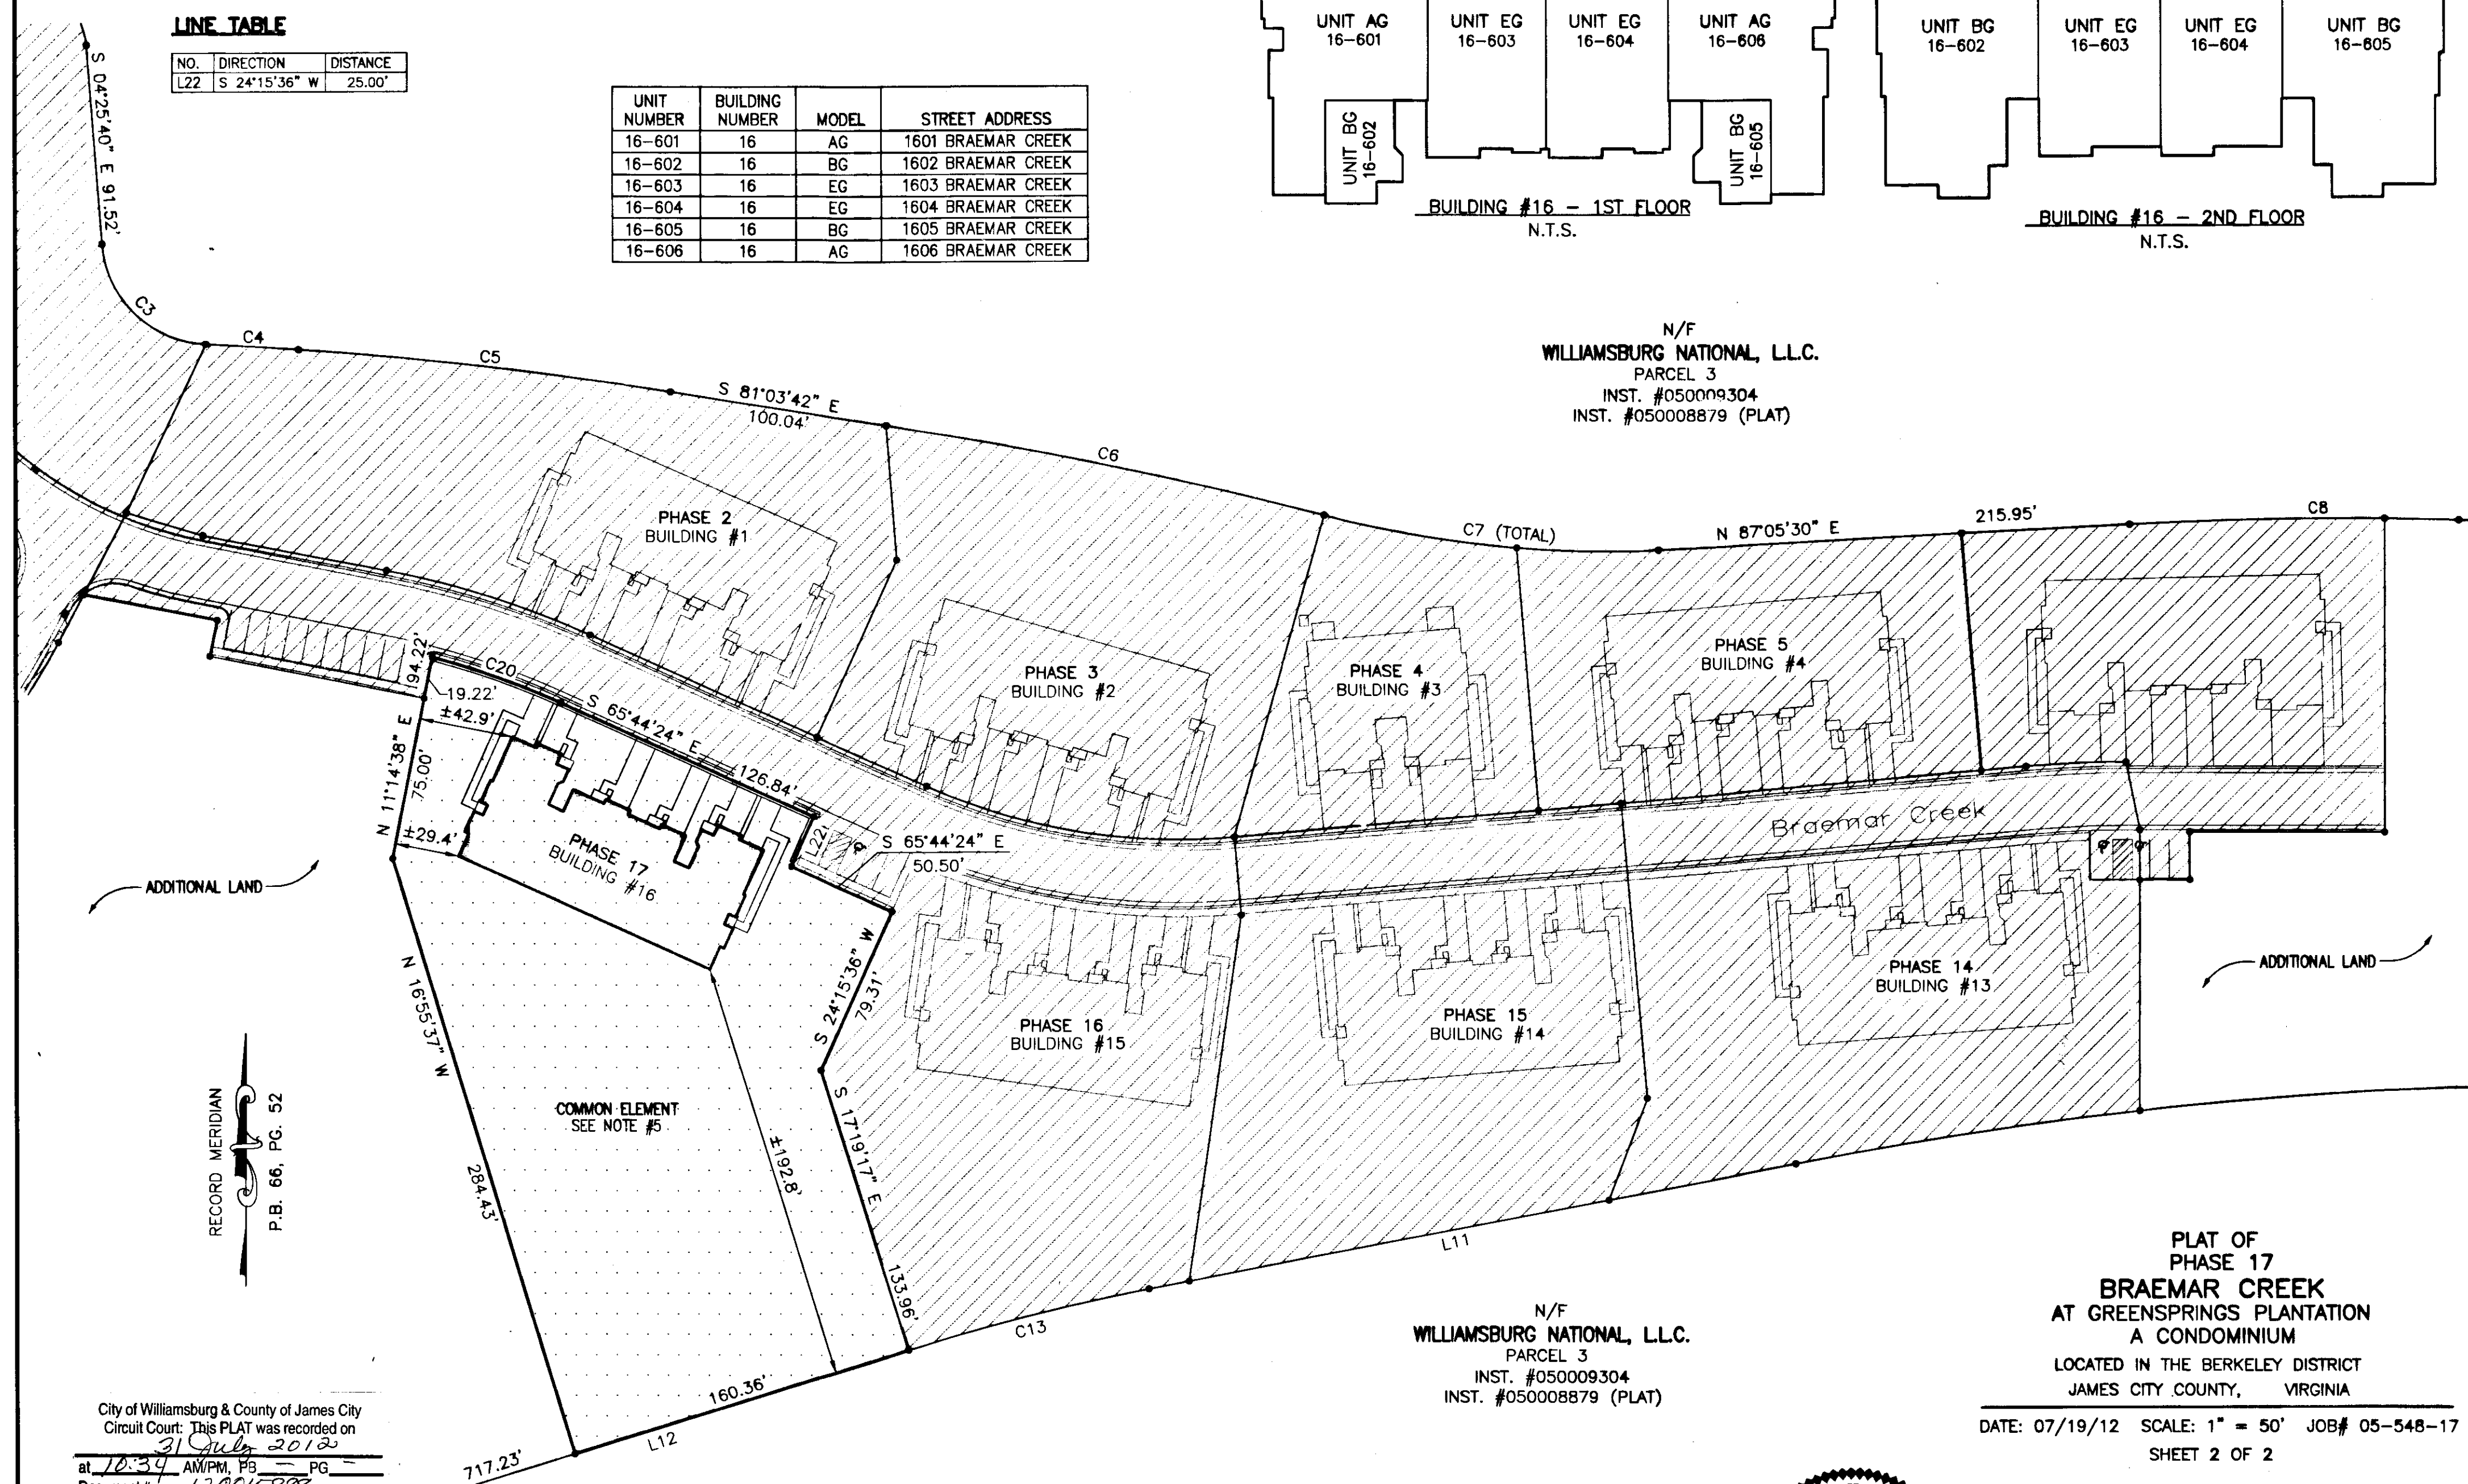 LINE TABLE
NO. DIRECTION DISTANCE
L22 S 24°15'36" W 25.00'
UNIT NUMBER BUILDING NUMBER MODEL STREET ADDRESS
16-601 16 AG 1601 BRAEMAR CREEK
16-602 16 BG 1602 BRAEMAR CREEK
16-603 16 EG 1603 BRAEMAR CREEK
16-604 16 EG 1604 BRAEMAR CREEK
16-605 16 BG 1605 BRAEMAR CREEK
16-606 16 AG 1606 BRAEMAR CREEK
UNIT AG
16-601
UNIT EG
16-603
UNIT EG
16-604
UNIT AG
16-606
UNIT BG
16-602
UNIT BG
16-605
BUILDING #16 - 1ST FLOOR
N.T.S.
UNIT BG
16-602
UNIT EG
16-603
UNIT EG
16-604
UNIT BG
16-605
BUILDING #16 - 2ND FLOOR
N.T.S.
N/F
WILLIAMSBURG NATIONAL, L.L.C.
PARCEL 3
INST. #050009304
INST. #050008879 (PLAT)
S 04°25'40" E 91.52'
C3
C4
C5
S 81°03'42" E
100.04'
C6
C7 (TOTAL)
N 87°05'30" E
215.95'
C8
PHASE 2
BUILDING #1
PHASE 3
BUILDING #2
PHASE 4
BUILDING #3
PHASE 5
BUILDING #4
Braemar Creek
194.22'
C20
19.22'
±42.9'
S 65°44'24" E
126.84'
N 11°14'38" E
75.00'
±29.4'
PHASE 17
BUILDING #16
L22
S 65°44'24" E
50.50'
ADDITIONAL LAND
S 24°15'36" W
79.31'
PHASE 16
BUILDING #15
PHASE 15
BUILDING #14
PHASE 14
BUILDING #13
ADDITIONAL LAND
N 16°55'37" W
284.43'
COMMON ELEMENT
SEE NOTE #5
±192.8'
S 17°19'17" E
133.96'
RECORD MERIDIAN
P.B. 66, PG. 52
L11
C13
160.36'
L12
717.23'
N/F
WILLIAMSBURG NATIONAL, L.L.C.
PARCEL 3
INST. #050009304
INST. #050008879 (PLAT)
City of Williamsburg & County of James City
Circuit Court: This PLAT was recorded on
31 July 2012
at 10:34 AM/PM, PB — PG —
PLAT OF
PHASE 17
BRAEMAR CREEK
AT GREENSPRINGS PLANTATION
A CONDOMINIUM
LOCATED IN THE BERKELEY DISTRICT
JAMES CITY COUNTY, VIRGINIA
DATE: 07/19/12 SCALE: 1" = 50' JOB# 05-548-17
SHEET 2 OF 2